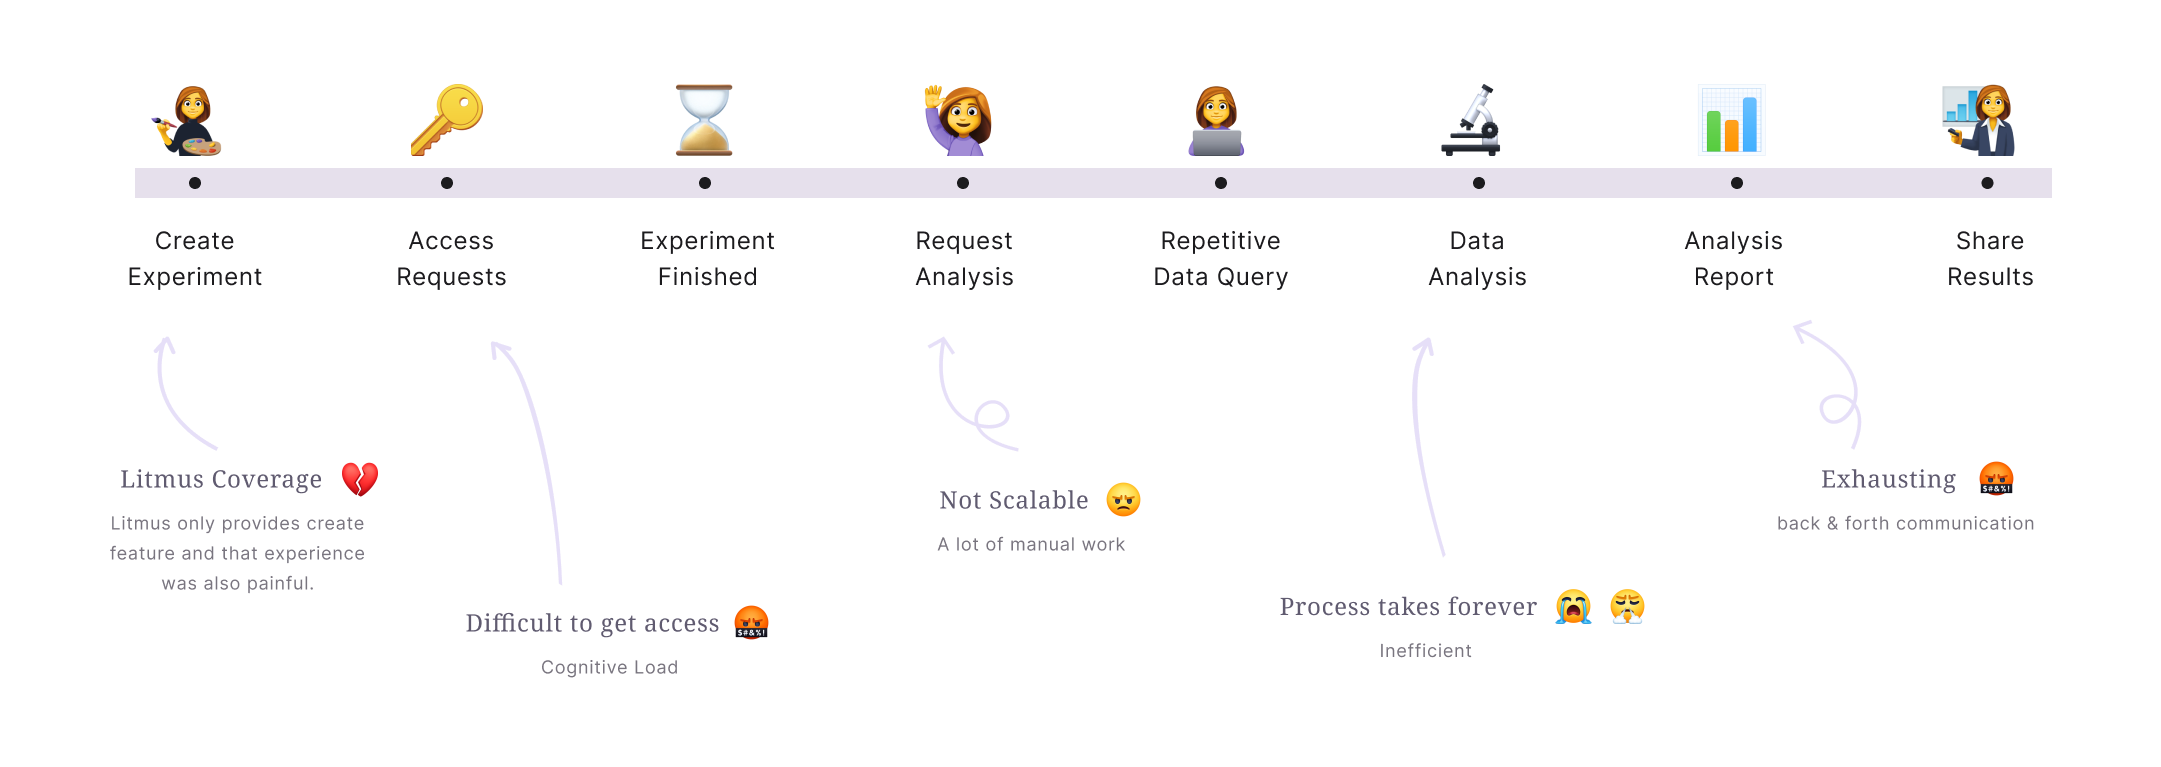 Create
Experiment
Access
Requests
Experiment
Finished
Request
Analysis
Repetitive
Data Query
Data
Analysis
Analysis
Report
Share
Results
Litmus Coverage
Litmus only provides create
feature and that experience
was also painful.
Difficult to get access
Cognitive Load
Not Scalable
A lot of manual work
Process takes forever
Inefficient
Exhausting
back & forth communication